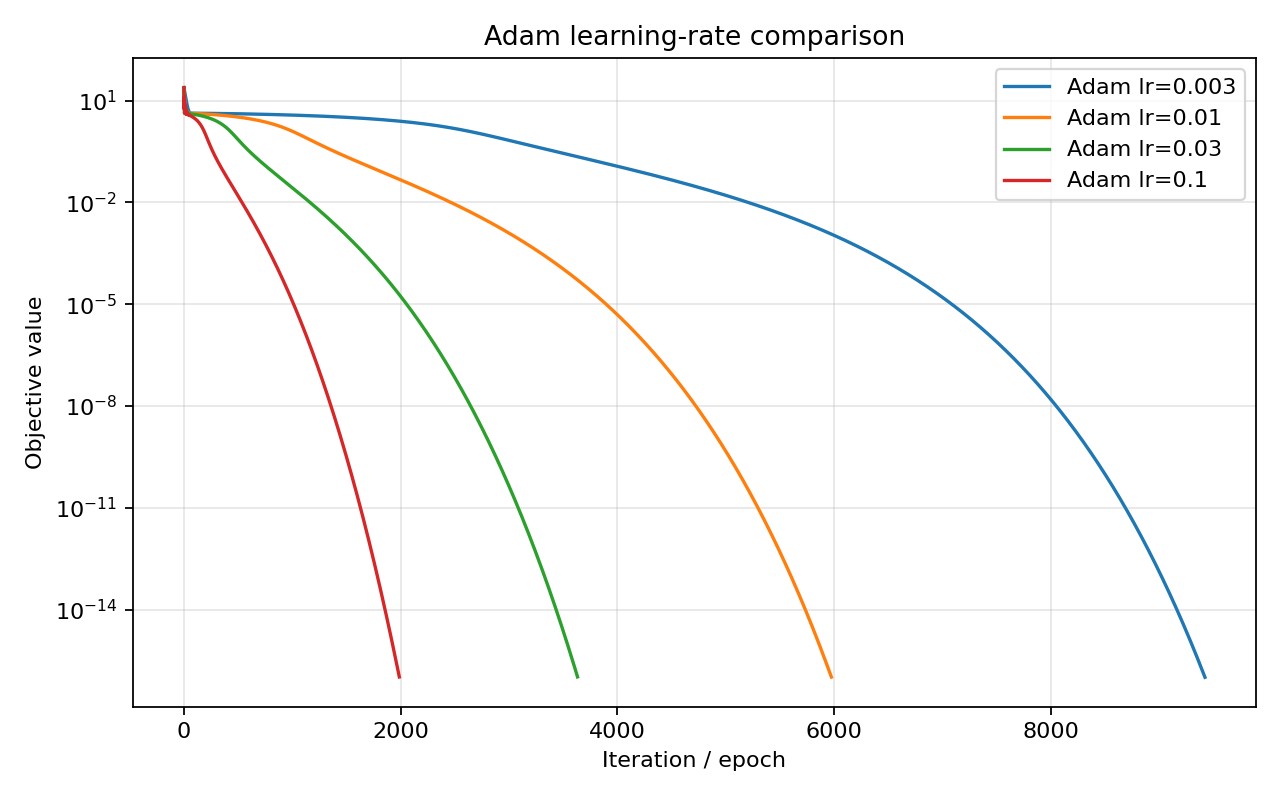 Adam learning-rate comparison
Adam lr=0.003
Adam lr=0.01
Adam lr=0.03
Adam lr=0.1
Objective value
10¹
10⁻²
10⁻⁵
10⁻⁸
10⁻¹¹
10⁻¹⁴
0 2000 4000 6000 8000
Iteration / epoch